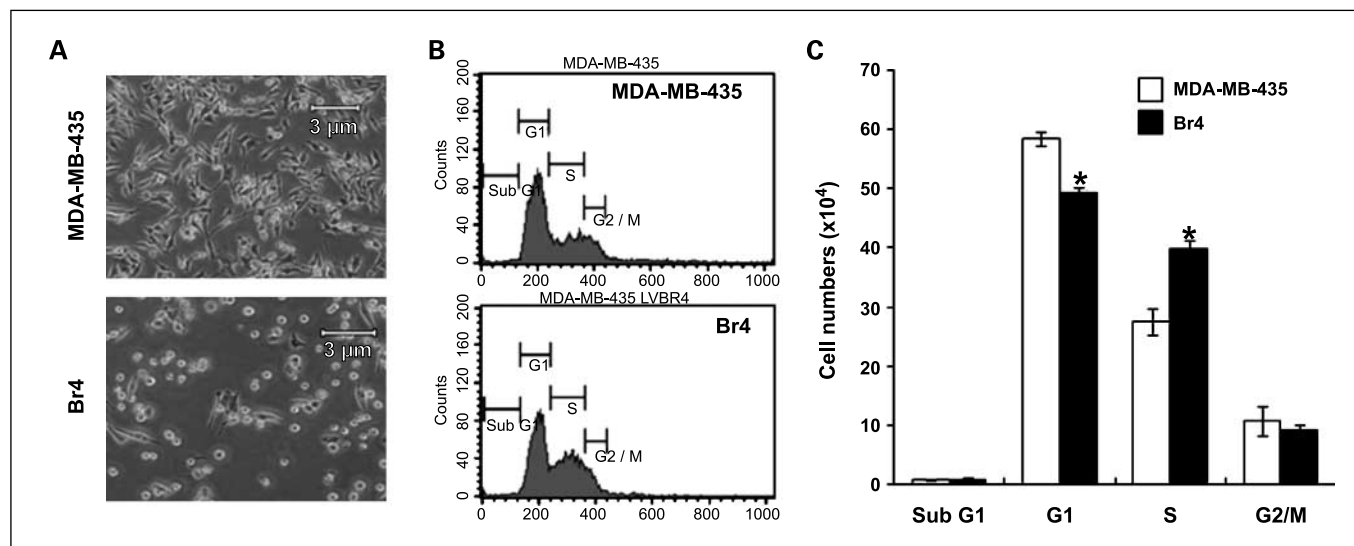 A
MDA-MB-435
3 μm
Br4
3 μm
B
MDA-MB-435
MDA-MB-435
Counts
200
160
120
80
40
0
G1
Sub G1
S
G2 / M
0 200 400 600 800 1000
MDA-MB-435 LVBR4
Br4
Counts
200
160
120
80
40
0
G1
Sub G1
S
G2 / M
0 200 400 600 800 1000
C
Cell numbers (x10⁴)
70
60
50
40
30
20
10
0
MDA-MB-435
Br4
*
*
Sub G1 G1 S G2/M